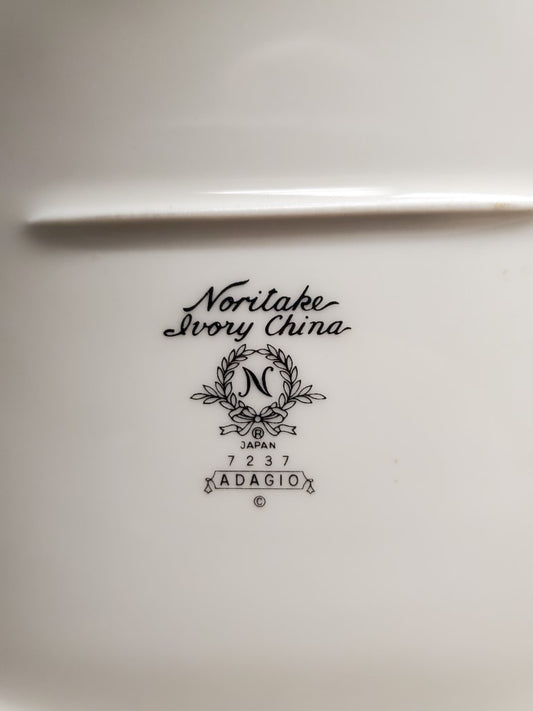 Noritake
Ivory China
N
®
JAPAN
7237
ADAGIO
©